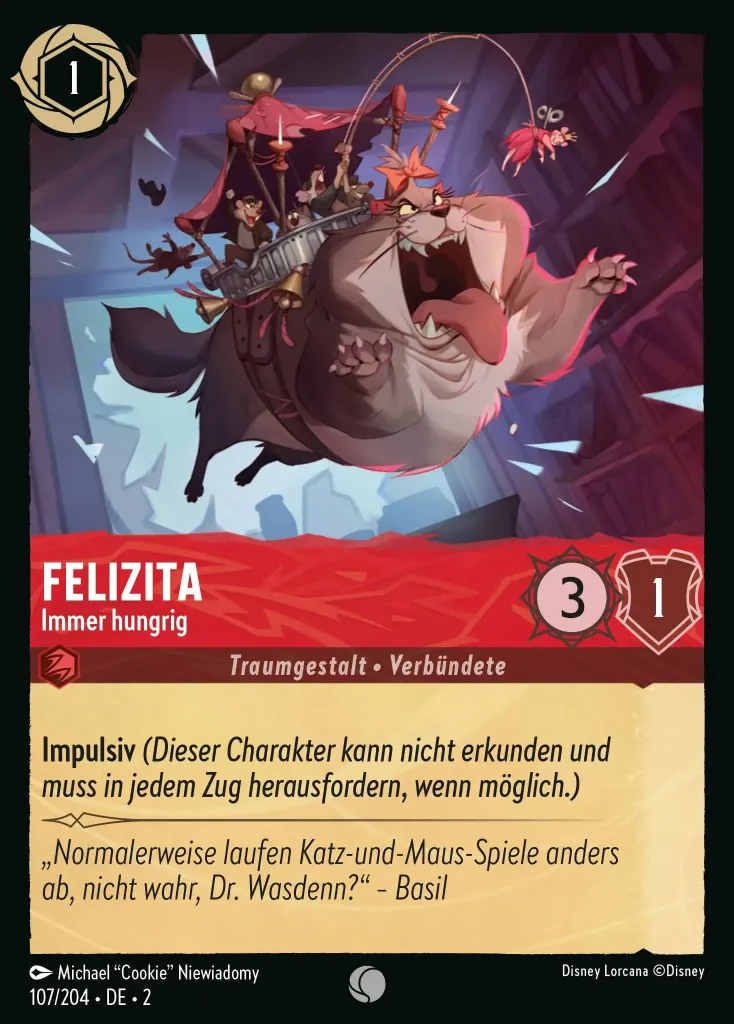 1
FELIZITA
Immer hungrig
3
1
Traumgestalt • Verbündete
Impulsiv (Dieser Charakter kann nicht erkunden und
muss in jedem Zug herausfordern, wenn möglich.)
„Normalerweise laufen Katz-und-Maus-Spiele anders
ab, nicht wahr, Dr. Wasdenn?“ – Basil
Michael “Cookie” Niewiadomy
Disney Lorcana ©Disney
107/204 • DE • 2